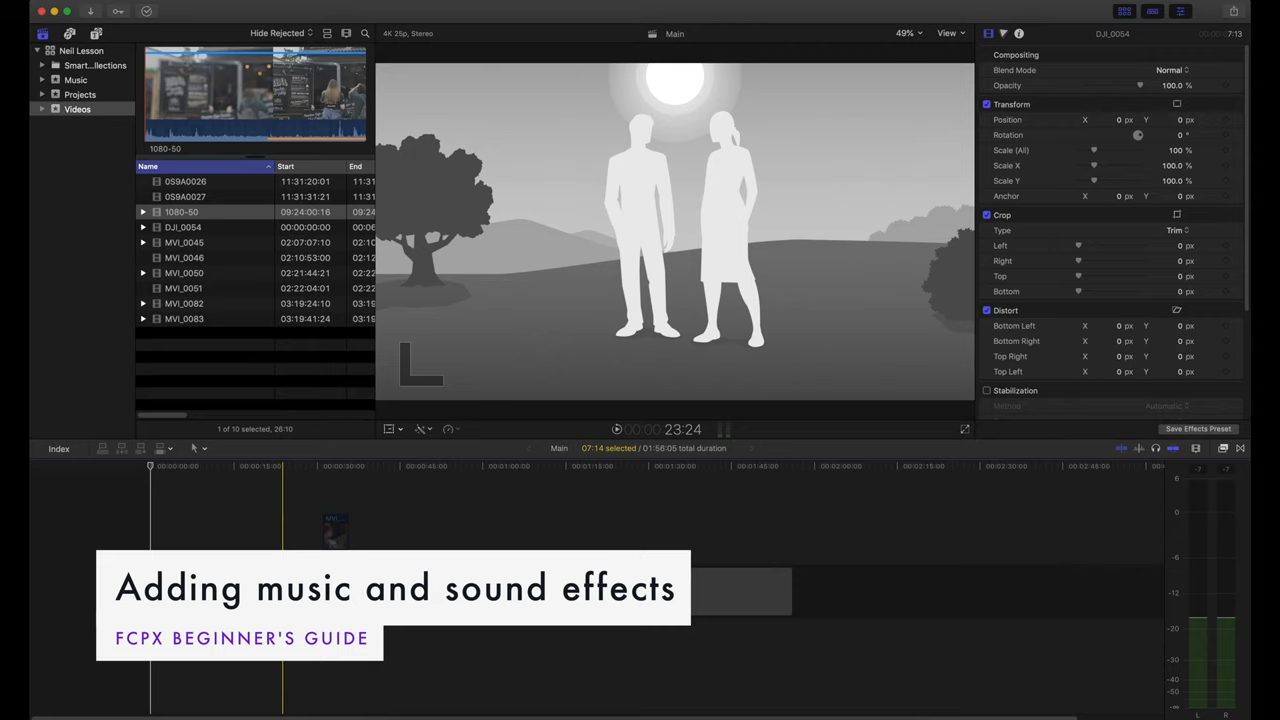 Hide Rejected
4K 25p, Stereo
Main
49%
View
DJI_0054
7:13
Neil Lesson
Smart...llections
Music
Projects
Videos
1080-50
Name Start End
0S9A0026 11:31:20:01 11:31
0S9A0027 11:31:31:21 11:31
1080-50 09:24:00:16 09:24
DJI_0054 00:00:00:00 00:06
MVI_0045 02:07:07:10 02:10
MVI_0046 02:10:53:00 02:21
MVI_0050 02:21:44:21 02:22
MVI_0051 02:22:04:01 02:22
MVI_0082 03:19:24:10 03:19
MVI_0083 03:19:41:24 03:19
1 of 10 selected, 26:10
Compositing
Blend Mode Normal
Opacity 100.0 %
Transform
Position X 0 px Y 0 px
Rotation 0 °
Scale (All) 100 %
Scale X 100.0 %
Scale Y 100.0 %
Anchor X 0 px Y 0 px
Crop
Type Trim
Left 0 px
Right 0 px
Top 0 px
Bottom 0 px
Distort
Bottom Left X 0 px Y 0 px
Bottom Right X 0 px Y 0 px
Top Right X 0 px Y 0 px
Top Left X 0 px Y 0 px
Stabilization
Method Automatic
Save Effects Preset
00:00:00 23:24
Index
Main
07:14 selected / 01:56:05 total duration
-7 -7
00:00:00:00 00:00:15:00 00:00:30:00 00:00:45:00 00:01:00:00 00:01:15:00 00:01:30:00 00:01:45:00 00:02:00:00 00:02:15:00 00:02:30:00 00:02:45:00
6
0
-6
-12
-20
-30
-40
-50
-∞
L R
MVI_...
Adding music and sound effects
FCPX BEGINNER'S GUIDE